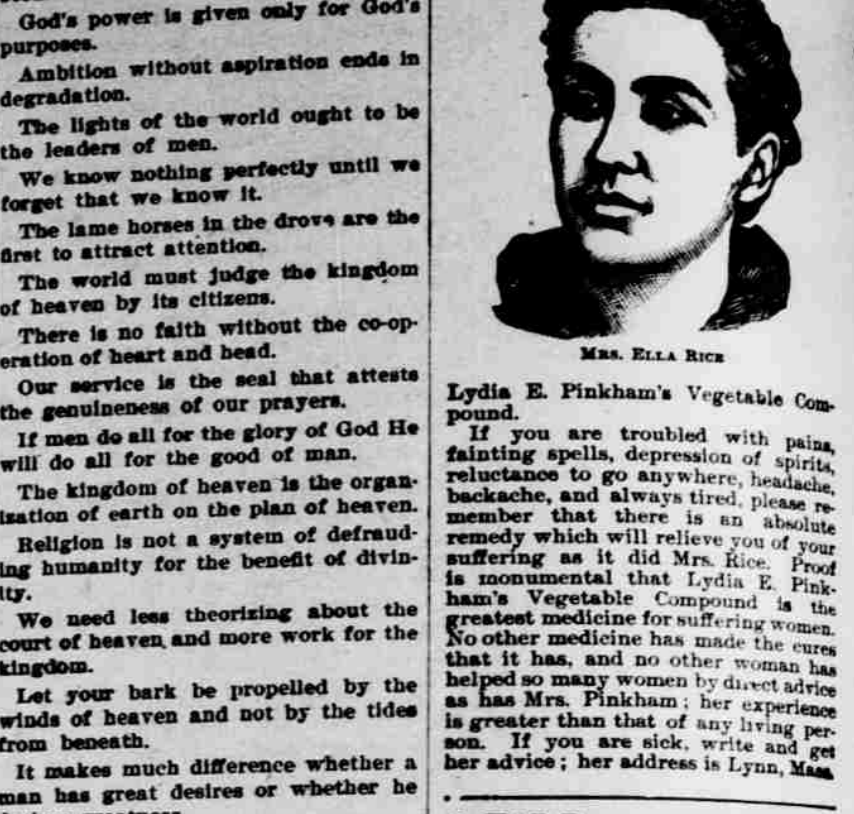 God's power is given only for God's
purposes.
Ambition without aspiration ends in
degradation.
The lights of the world ought to be
the leaders of men.
We know nothing perfectly until we
forget that we know it.
The lame horses in the drove are the
first to attract attention.
The world must judge the kingdom
of heaven by its citizens.
There is no faith without the co-op-
eration of heart and head.
Our service is the seal that attests
the genuineness of our prayers.
If men do all for the glory of God He
will do all for the good of man.
The kingdom of heaven is the organ-
isation of earth on the plan of heaven.
Religion is not a system of defraud-
ing humanity for the benefit of divin-
ity.
We need less theorizing about the
court of heaven and more work for the
kingdom.
Let your bark be propelled by the
winds of heaven and not by the tides
from beneath.
It makes much difference whether a
man has great desires or whether he
MRS. ELLA RICE
Lydia E. Pinkham's Vegetable Com-
pound.
If you are troubled with pains,
fainting spells, depression of spirits,
reluctance to go anywhere, headache,
backache, and always tired, please re-
member that there is an absolute
remedy which will relieve you of your
suffering as it did Mrs. Rice. Proof
is monumental that Lydia E. Pink-
ham's Vegetable Compound is the
greatest medicine for suffering women.
No other medicine has made the cures
that it has, and no other woman has
helped so many women by direct advice
as has Mrs. Pinkham; her experience
is greater than that of any living per-
son. If you are sick, write and get
her advice; her address is Lynn, Mass